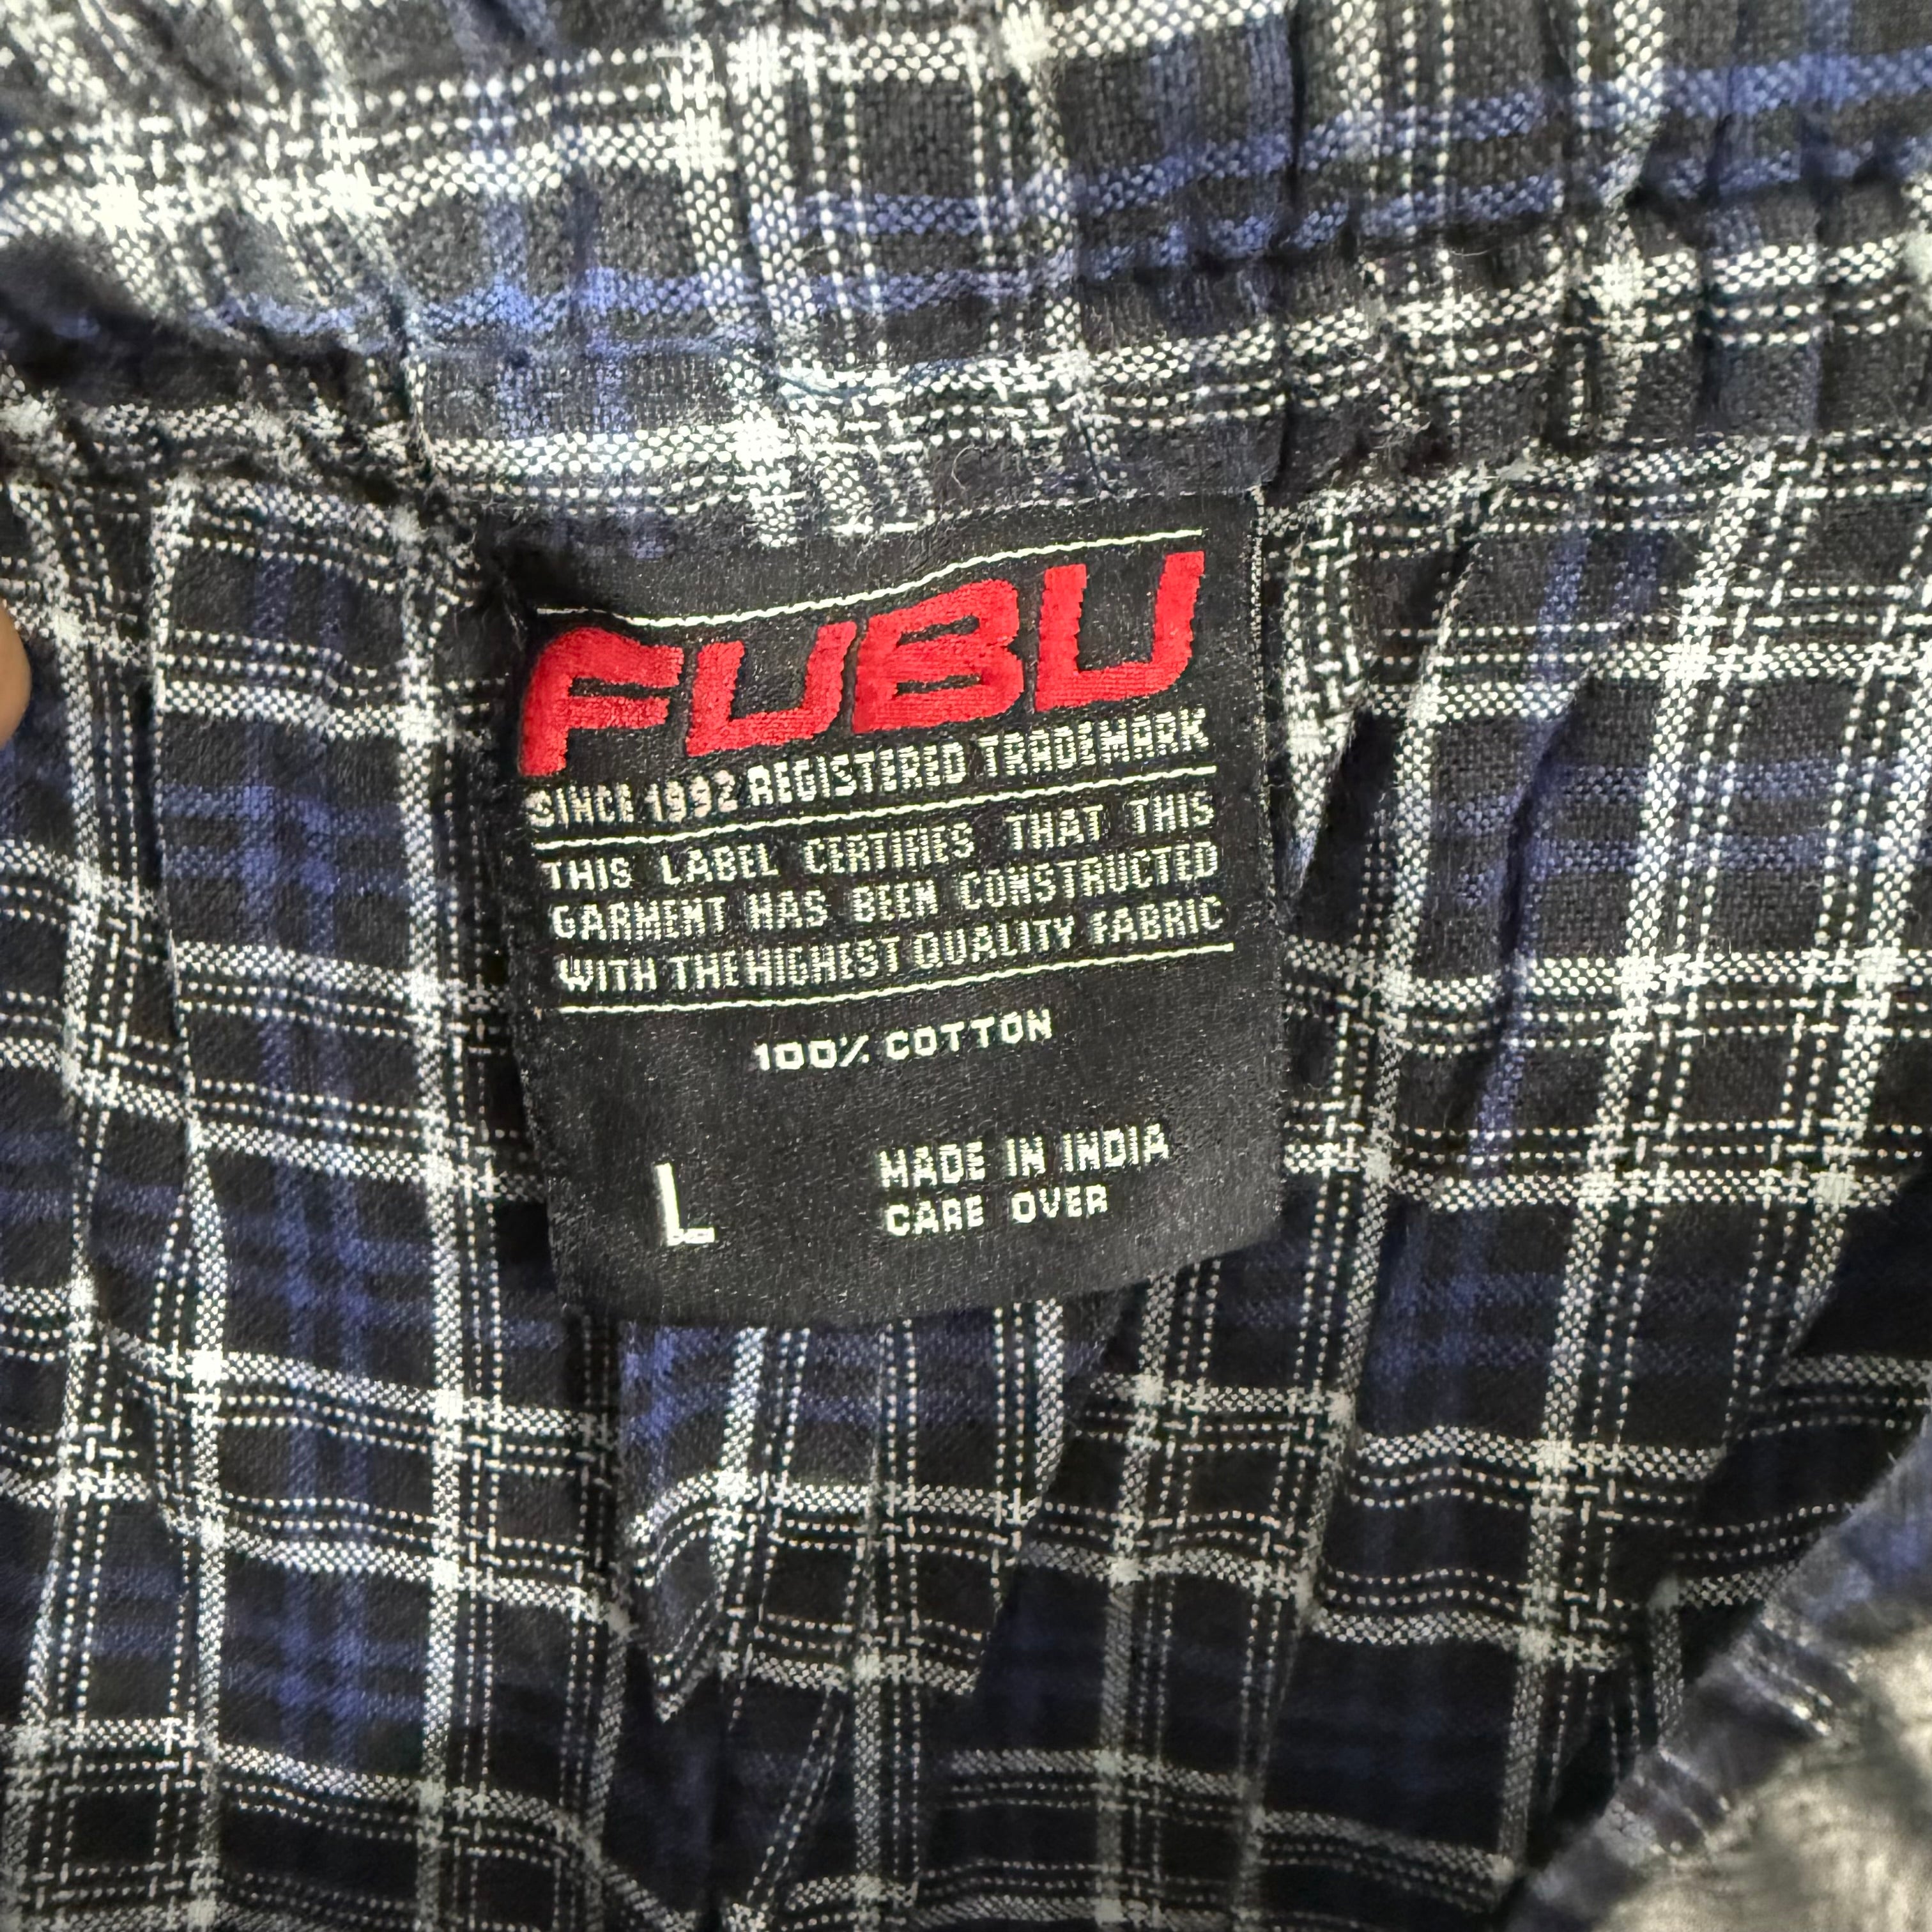 FUBU
SINCE 1992 REGISTERED TRADEMARK
THIS LABEL CERTIFIES THAT THIS
GARMENT HAS BEEN CONSTRUCTED
WITH THE HIGHEST QUALITY FABRIC
100% COTTON
L
MADE IN INDIA
CARE OVER